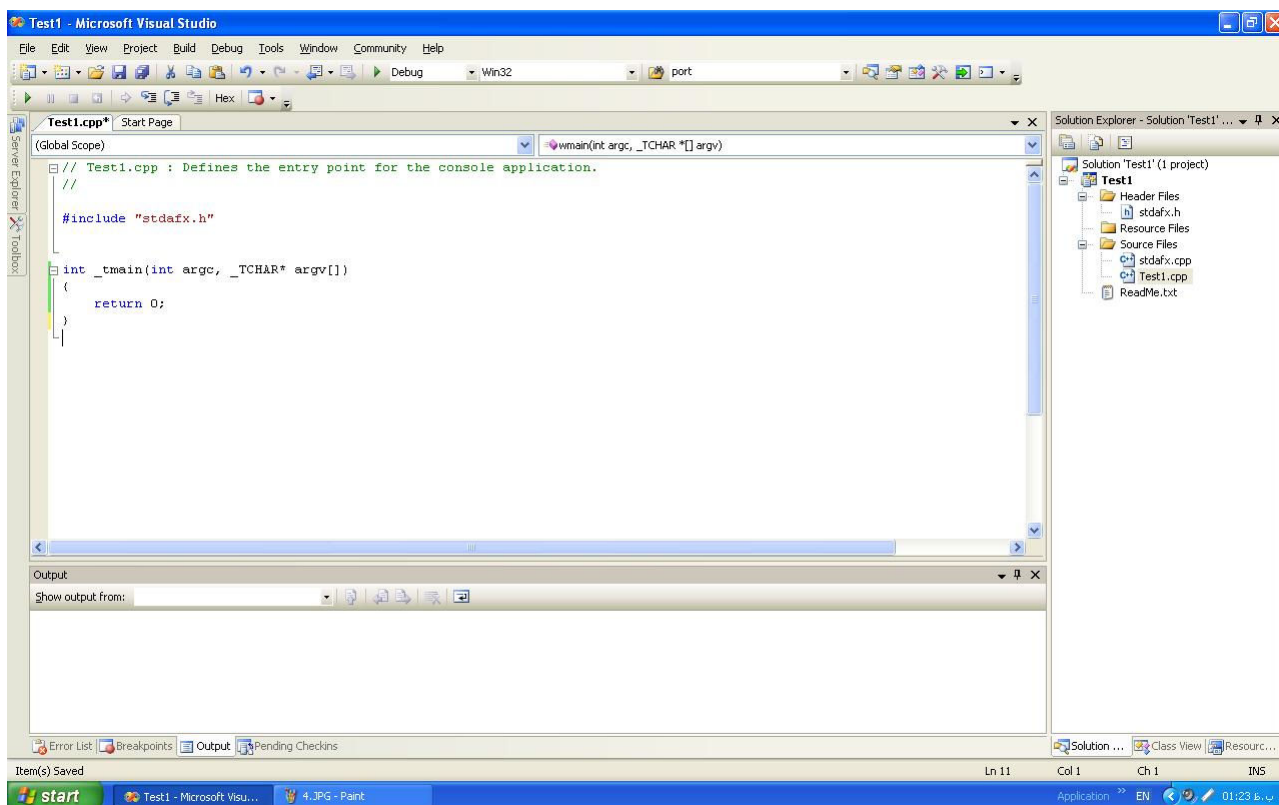 Test1 - Microsoft Visual Studio
File Edit View Project Build Debug Tools Window Community Help
Debug Win32 port
Hex
Test1.cpp* Start Page
(Global Scope) wmain(int argc, _TCHAR *[] argv)
// Test1.cpp : Defines the entry point for the console application.
//
#include "stdafx.h"
int _tmain(int argc, _TCHAR* argv[])
{
return 0;
}
Server Explorer
Toolbox
Solution Explorer - Solution 'Test1' ...
Solution 'Test1' (1 project)
Test1
Header Files
stdafx.h
Resource Files
Source Files
stdafx.cpp
Test1.cpp
ReadMe.txt
Output
Show output from:
Error List Breakpoints Output Pending Checkins
Solution ... Class View Resourc...
Item(s) Saved Ln 11 Col 1 Ch 1 INS
start Test1 - Microsoft Visu... 4.JPG - Paint Application » EN 01:23 ب.ظ